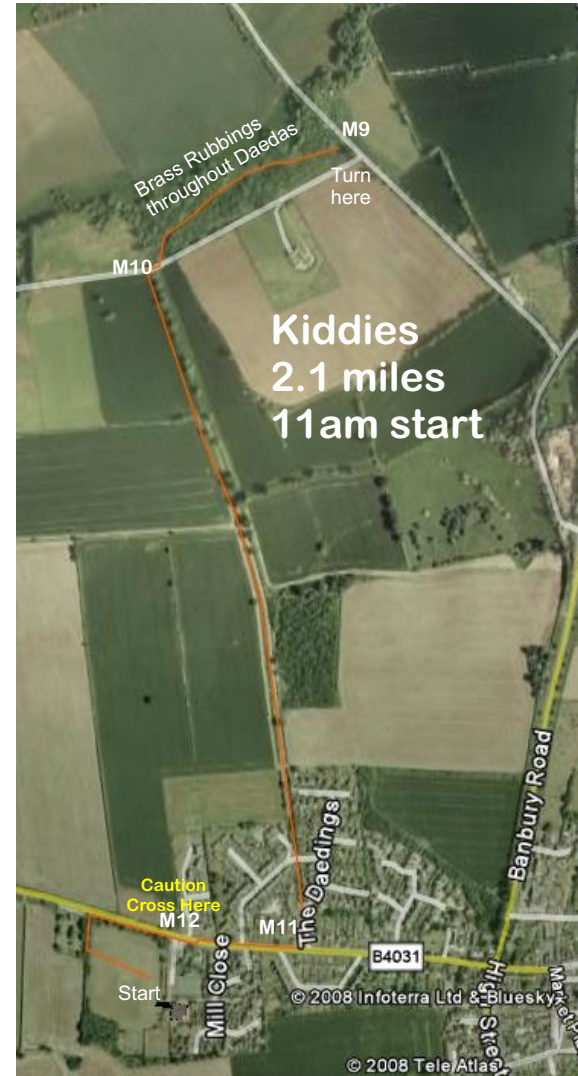 M9
Brass Rubbings
throughout Daedas
Turn
here
M10
Kiddies
2.1 miles
11am start
Banbury Road
The Daedings
Caution
Cross Here
M12
M11
B4031
Mill Close
High Street
Start
© 2008 Infoterra Ltd & Bluesky
© 2008 Tele Atlas